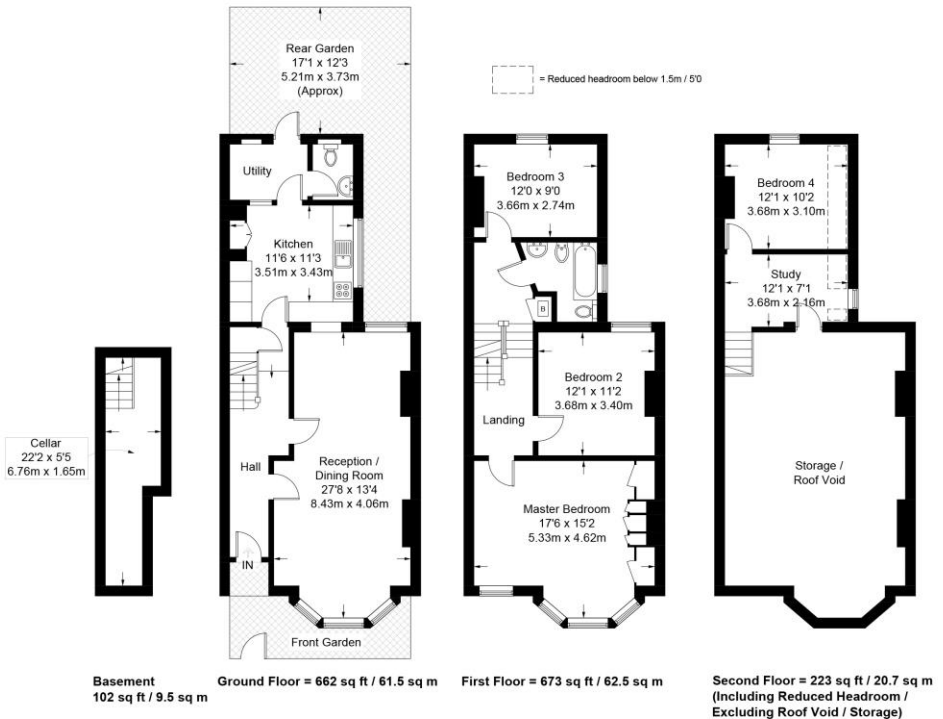 Rear Garden
17'1 x 12'3
5.21m x 3.73m
(Approx)
= Reduced headroom below 1.5m / 5'0
Utility
Kitchen
11'6 x 11'3
3.51m x 3.43m
Bedroom 3
12'0 x 9'0
3.66m x 2.74m
B
Bedroom 4
12'1 x 10'2
3.68m x 3.10m
Study
12'1 x 7'1
3.68m x 2.16m
Cellar
22'2 x 5'5
6.76m x 1.65m
Hall
Reception /
Dining Room
27'8 x 13'4
8.43m x 4.06m
IN
Front Garden
Bedroom 2
12'1 x 11'2
3.68m x 3.40m
Landing
Master Bedroom
17'6 x 15'2
5.33m x 4.62m
Storage /
Roof Void
Basement
102 sq ft / 9.5 sq m
Ground Floor = 662 sq ft / 61.5 sq m
First Floor = 673 sq ft / 62.5 sq m
Second Floor = 223 sq ft / 20.7 sq m
(Including Reduced Headroom /
Excluding Roof Void / Storage)